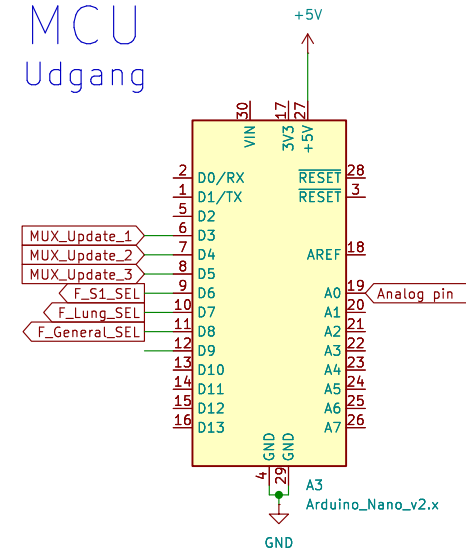 MCU
Udgang
+5V
30 17 27
VIN 3V3 +5V
2 D0/RX RESET 28
1 D1/TX RESET 3
5 D2
MUX_Update_1 6 D3
MUX_Update_2 7 D4 AREF 18
MUX_Update_3 8 D5
F_S1_SEL 9 D6 A0 19 Analog pin
F_Lung_SEL 10 D7 A1 20
F_General_SEL 11 D8 A2 21
12 D9 A3 22
13 D10 A4 23
14 D11 A5 24
15 D12 A6 25
16 D13 A7 26
GND GND
4 29
A3
Arduino_Nano_v2.x
GND